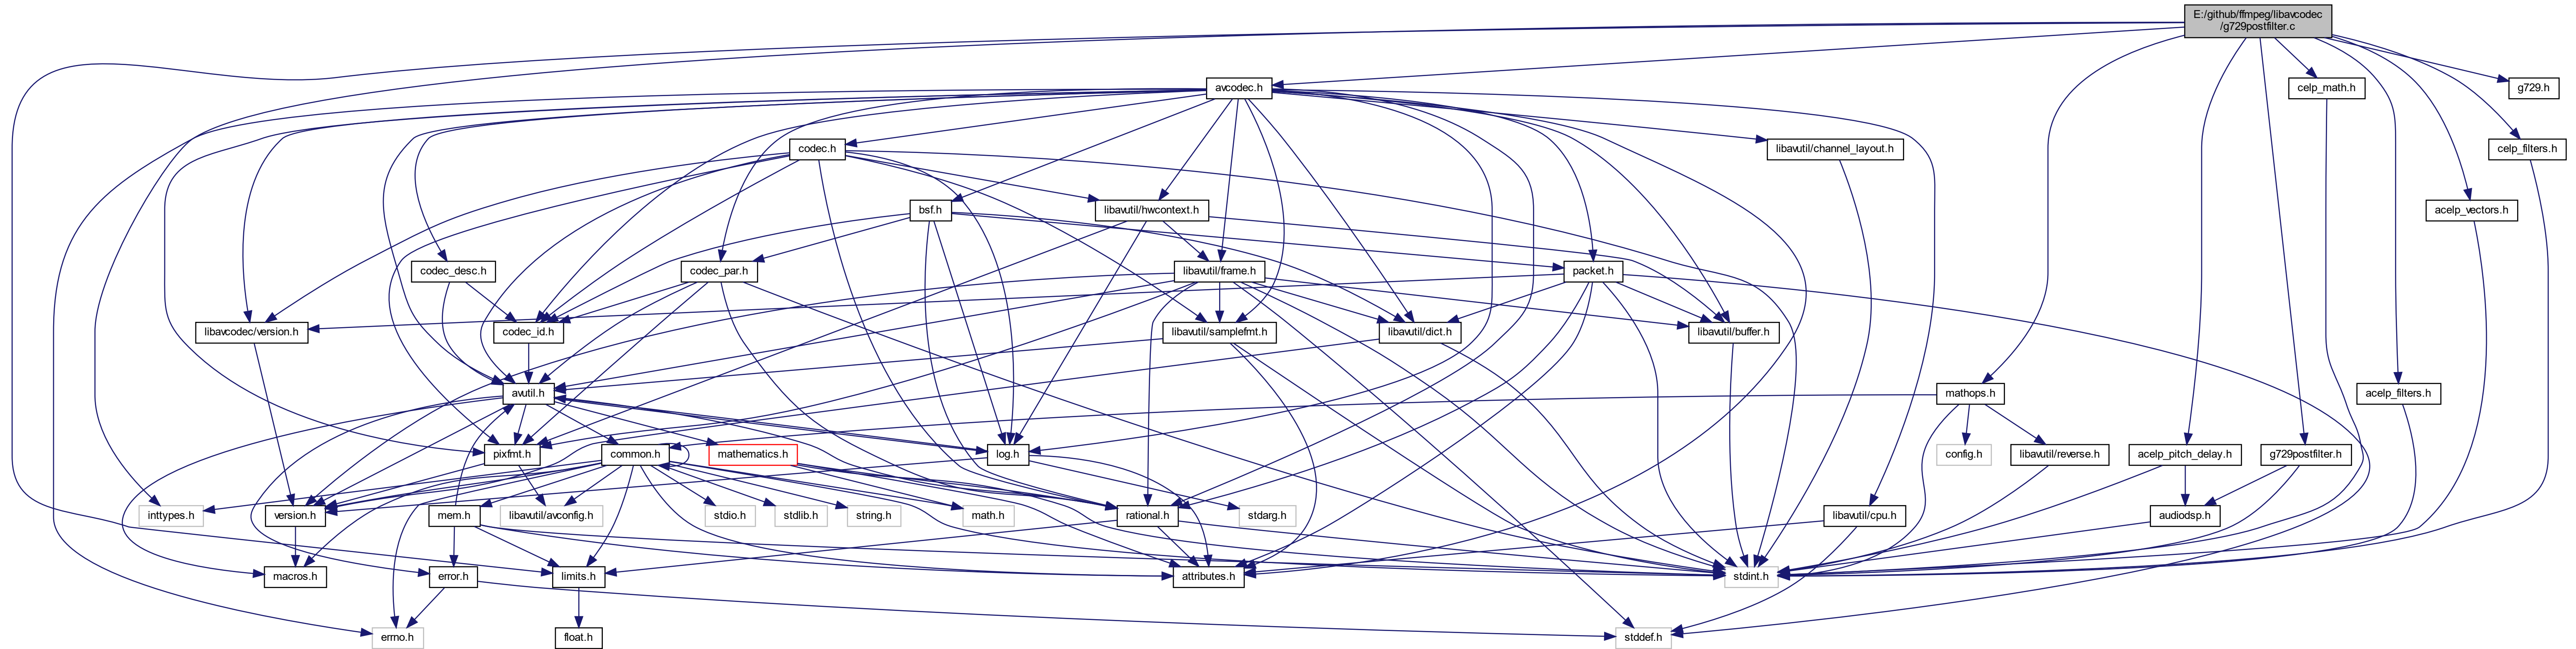 E:/github/ffmpeg/libavcodec
/g729postfilter.c
avcodec.h
celp_math.h
g729.h
codec.h
libavutil/channel_layout.h
celp_filters.h
bsf.h
libavutil/hwcontext.h
acelp_vectors.h
codec_desc.h
codec_par.h
libavutil/frame.h
packet.h
libavcodec/version.h
codec_id.h
libavutil/samplefmt.h
libavutil/dict.h
libavutil/buffer.h
avutil.h
mathops.h
acelp_filters.h
pixfmt.h
common.h
mathematics.h
log.h
config.h
libavutil/reverse.h
acelp_pitch_delay.h
g729postfilter.h
inttypes.h
version.h
mem.h
libavutil/avconfig.h
stdio.h
stdlib.h
string.h
math.h
rational.h
stdarg.h
libavutil/cpu.h
audiodsp.h
macros.h
error.h
limits.h
attributes.h
stdint.h
errno.h
float.h
stddef.h